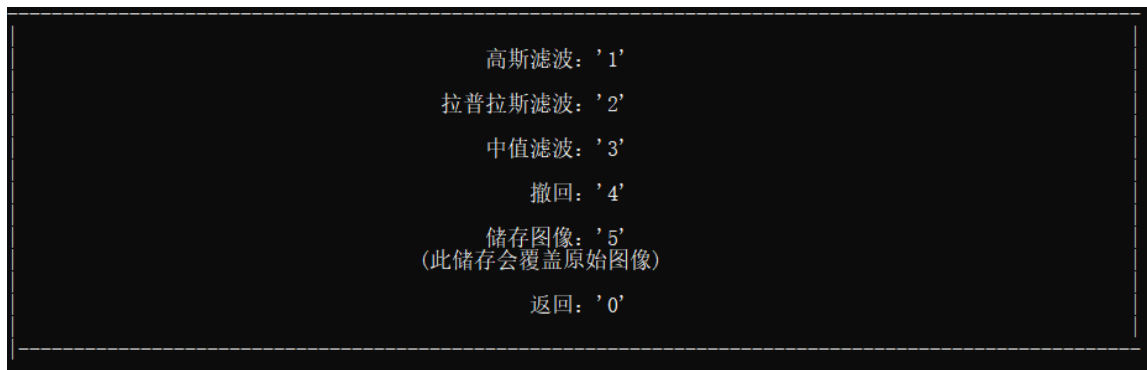 高斯滤波：'1'
拉普拉斯滤波：'2'
中值滤波：'3'
撤回：'4'
储存图像：'5'
(此储存会覆盖原始图像)
返回：'0'